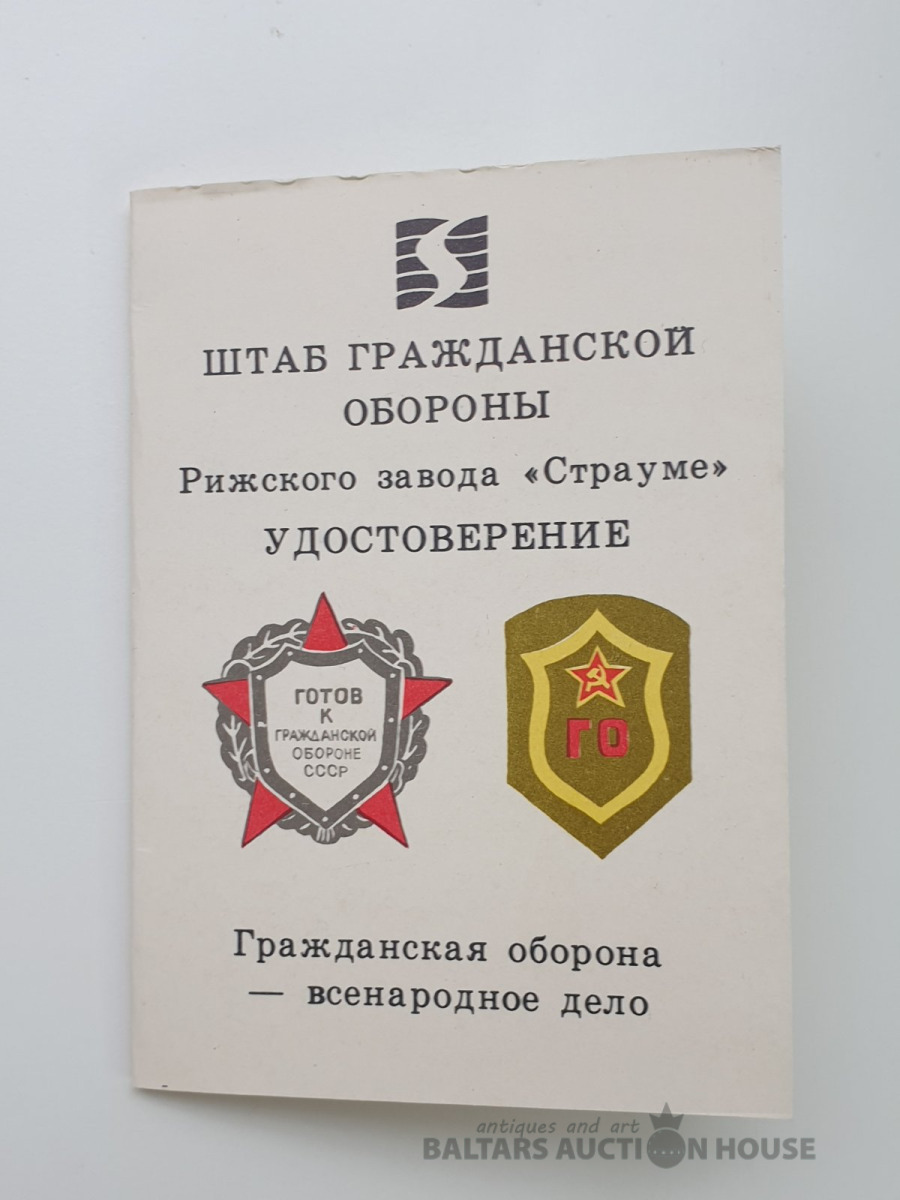 ШТАБ ГРАЖДАНСКОЙ
ОБОРОНЫ
Рижского завода «Страуме»
УДОСТОВЕРЕНИЕ
ГОТОВ
К
ГРАЖДАНСКОЙ
ОБОРОНЕ
СССР
ГО
Гражданская оборона
— всенародное дело
antiques and art
BALTARS AUCTION HOUSE